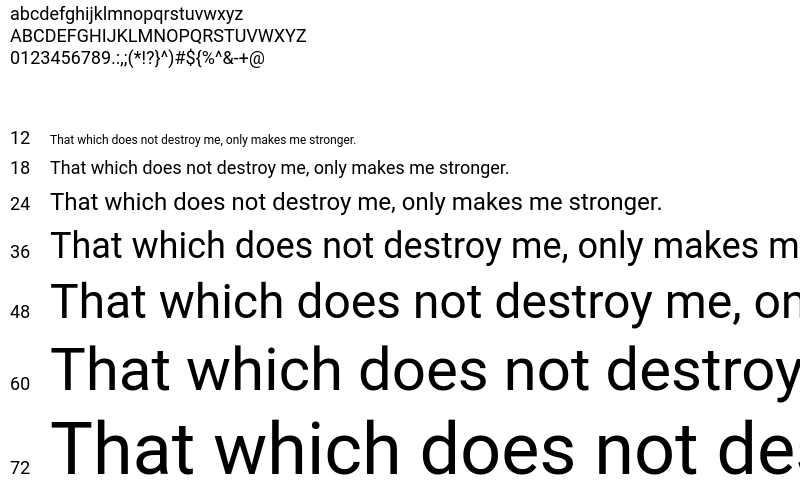 abcdefghijklmnopqrstuvwxyz
ABCDEFGHIJKLMNOPQRSTUVWXYZ
0123456789.:,;(*!?}^)#${%^&-+@
12 That which does not destroy me, only makes me stronger.
18 That which does not destroy me, only makes me stronger.
24 That which does not destroy me, only makes me stronger.
36 That which does not destroy me, only makes m
48 That which does not destroy me, on
60 That which does not destroy
72 That which does not des